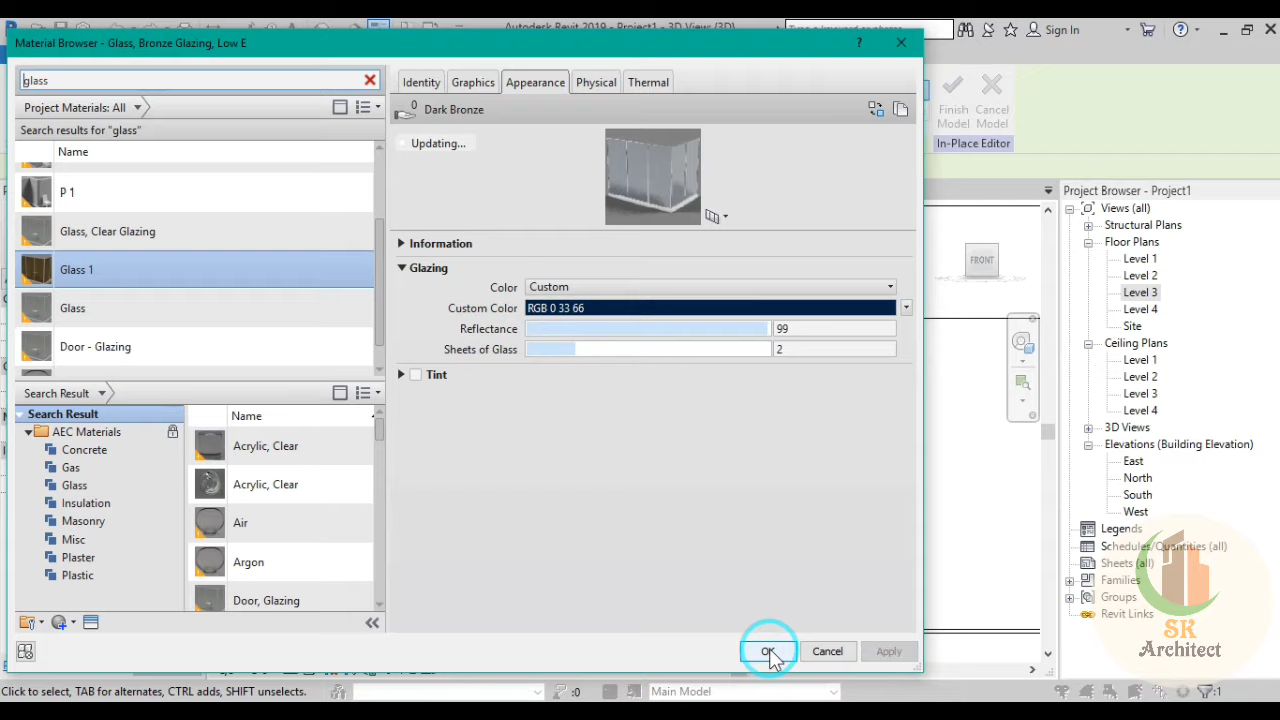 Autodesk Revit 2019 - Project1 - 3D View (3D)
Sign In
Material Browser - Glass, Bronze Glazing, Low E
glass
Project Materials: All
Search results for "glass"
Name
P 1
Glass, Clear Glazing
Glass 1
Glass
Door - Glazing
Search Result
Search Result
AEC Materials
Concrete
Gas
Glass
Insulation
Masonry
Misc
Plaster
Plastic
Name
Acrylic, Clear
Acrylic, Clear
Air
Argon
Door, Glazing
Identity
Graphics
Appearance
Physical
Thermal
0
Dark Bronze
Updating...
Information
Glazing
Color
Custom
Custom Color
RGB 0 33 66
Reflectance
99
Sheets of Glass
2
Tint
OK
Cancel
Apply
Finish
Model
Cancel
Model
In-Place Editor
FRONT
Project Browser - Project1
Views (all)
Structural Plans
Floor Plans
Level 1
Level 2
Level 3
Level 4
Site
Ceiling Plans
Level 1
Level 2
Level 3
Level 4
3D Views
Elevations (Building Elevation)
East
North
South
West
Legends
Schedules/Quantities (all)
Sheets (all)
Families
Groups
Revit Links
SK
Architect
Click to select, TAB for alternates, CTRL adds, SHIFT unselects.
:0
Main Model
:1